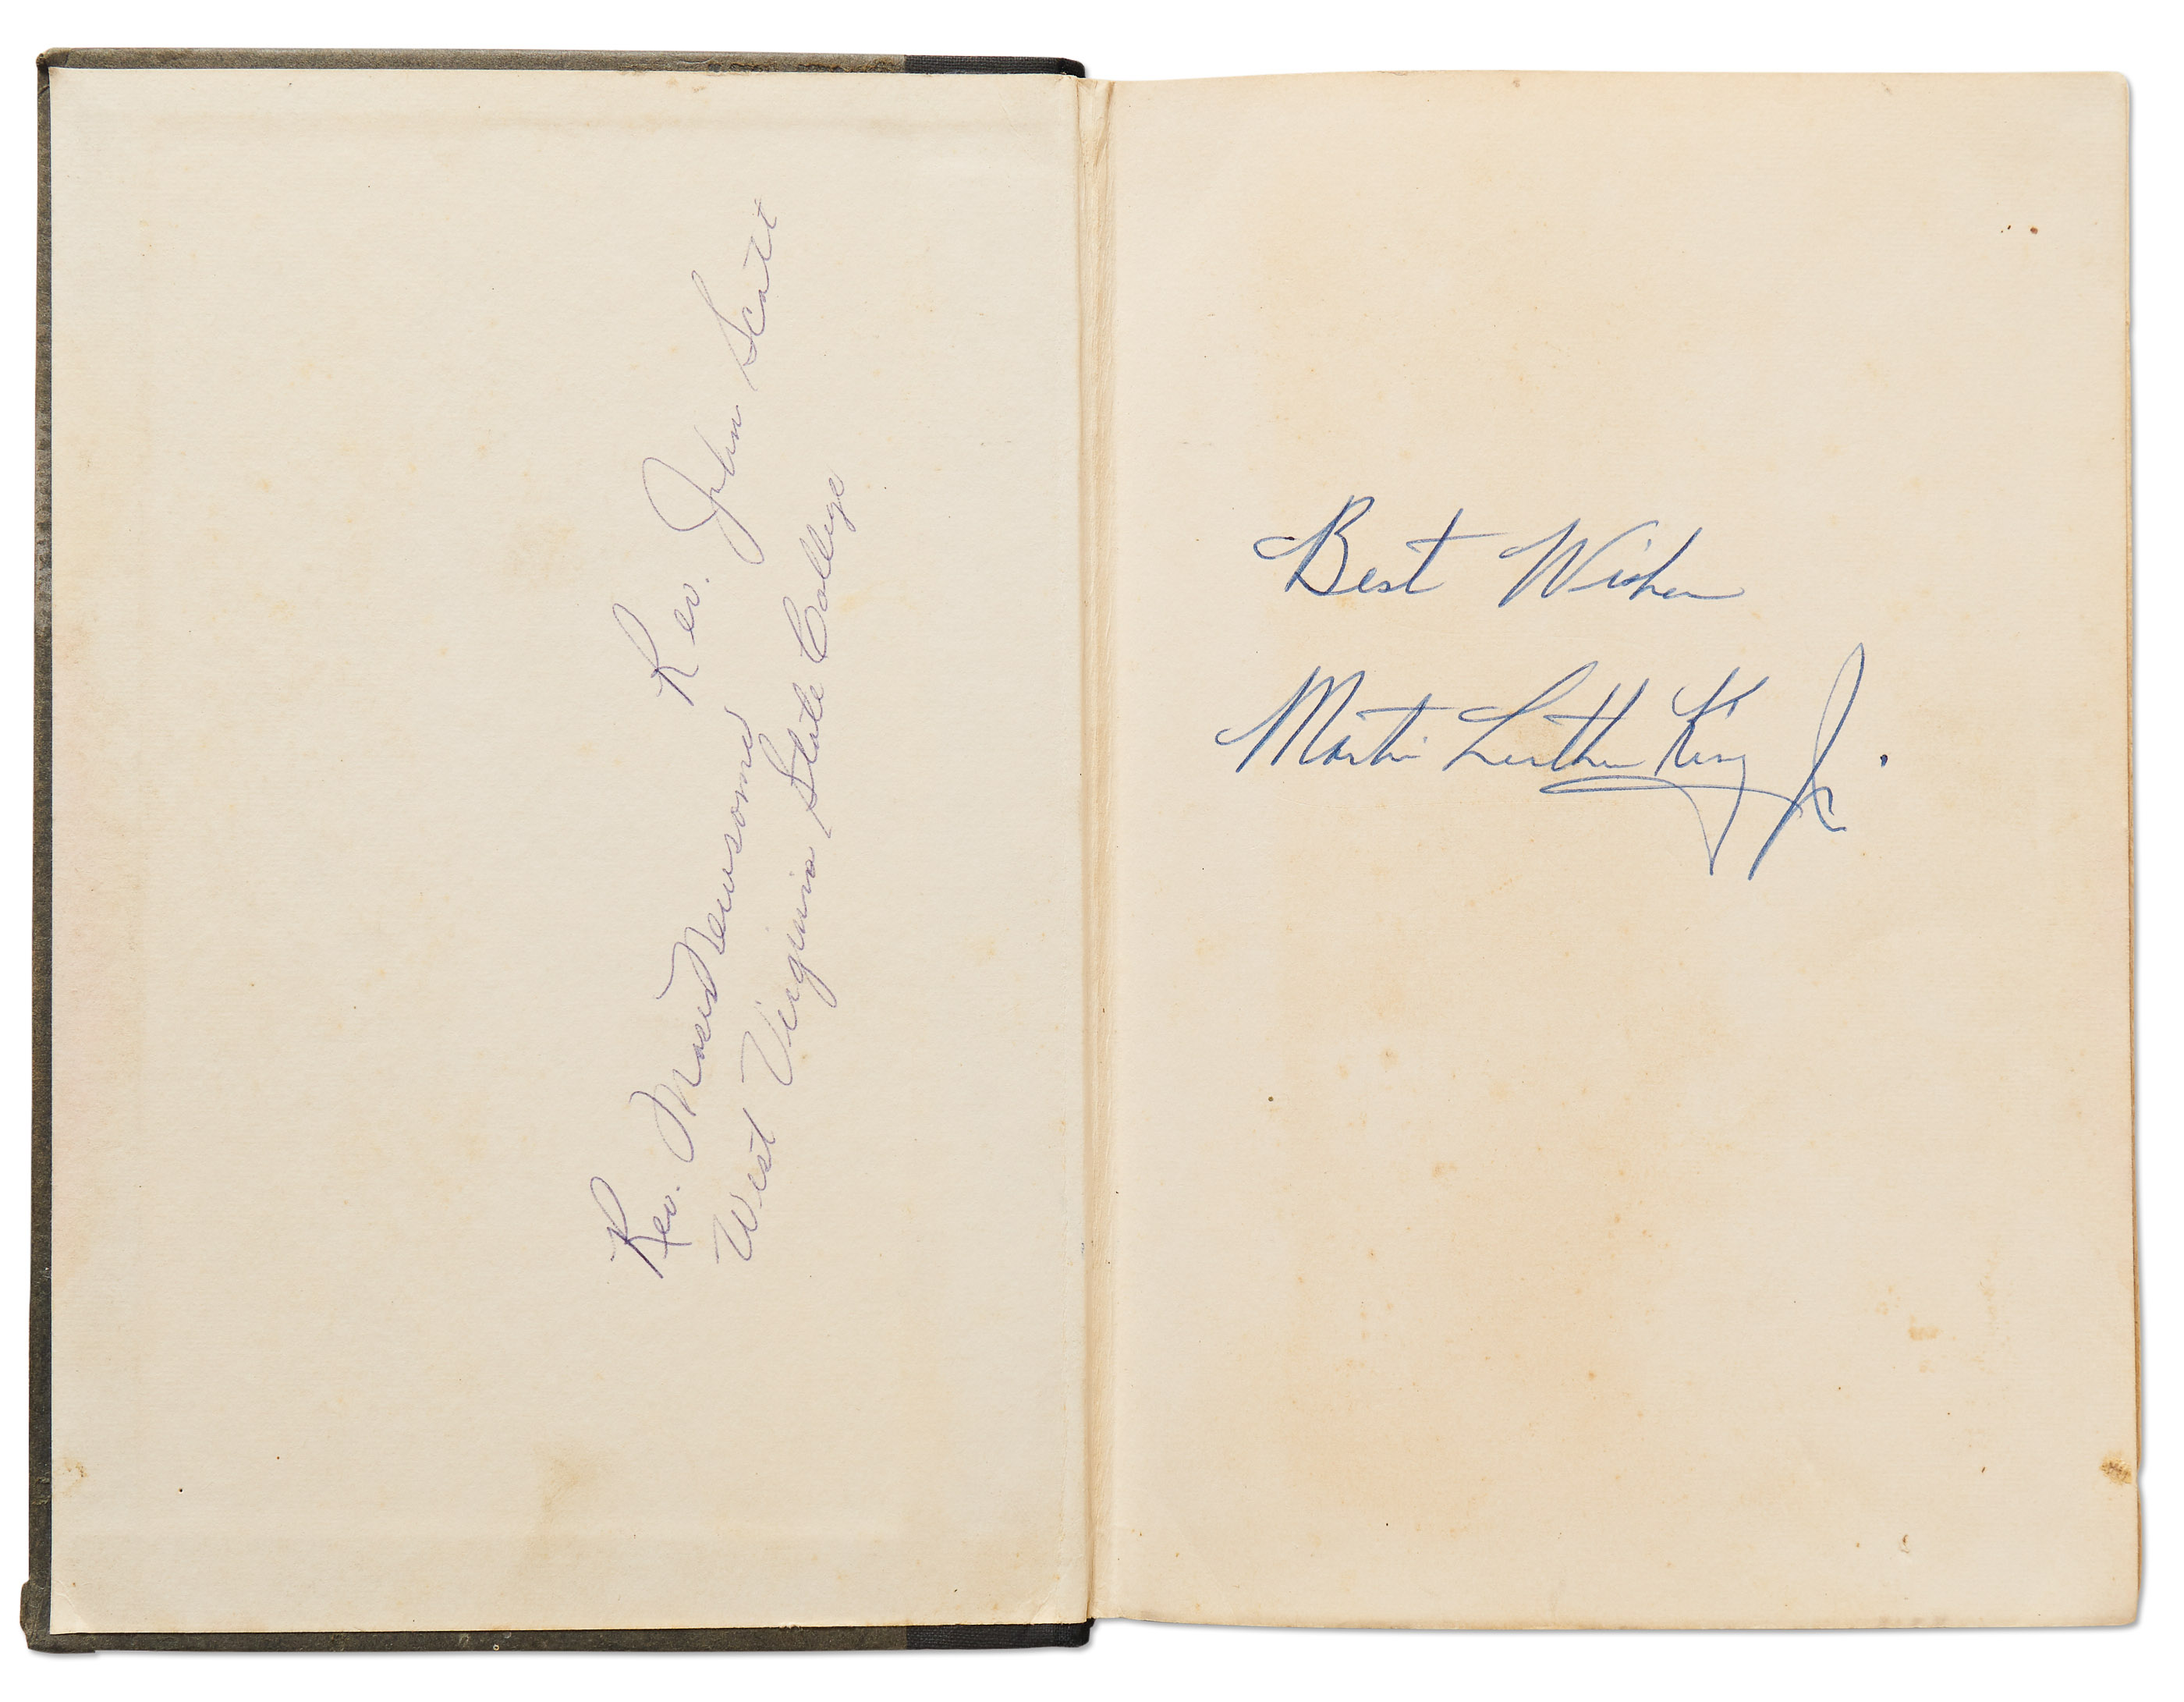 Rev. Moses Newsome Rev. John Scott
West Virginia State College
Best Wishes
Martin Luther King Jr.